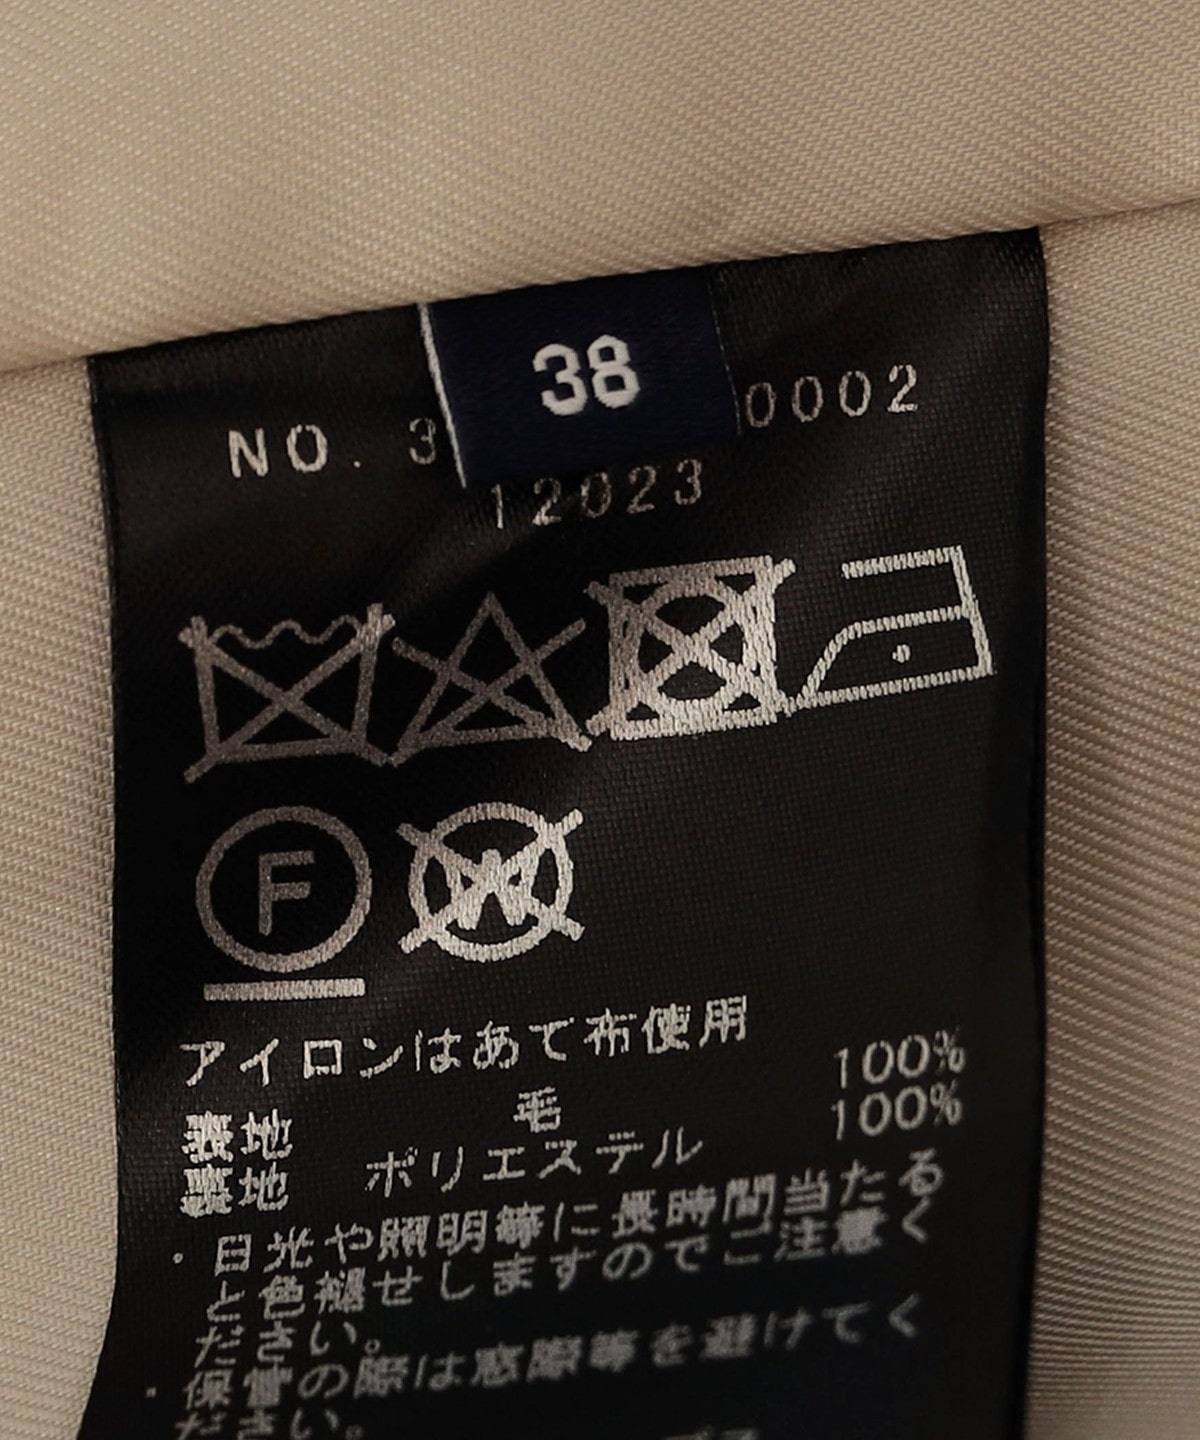 38
NO. 3 0002
12023
F
W
アイロンはあて布使用
表地 毛 100%
裏地 ポリエステル 100%
・日光や照明等に長時間当たる
と色褪せしますのでご注意く
ださい。
・保管の際は窓際等を避けてく
ださい。